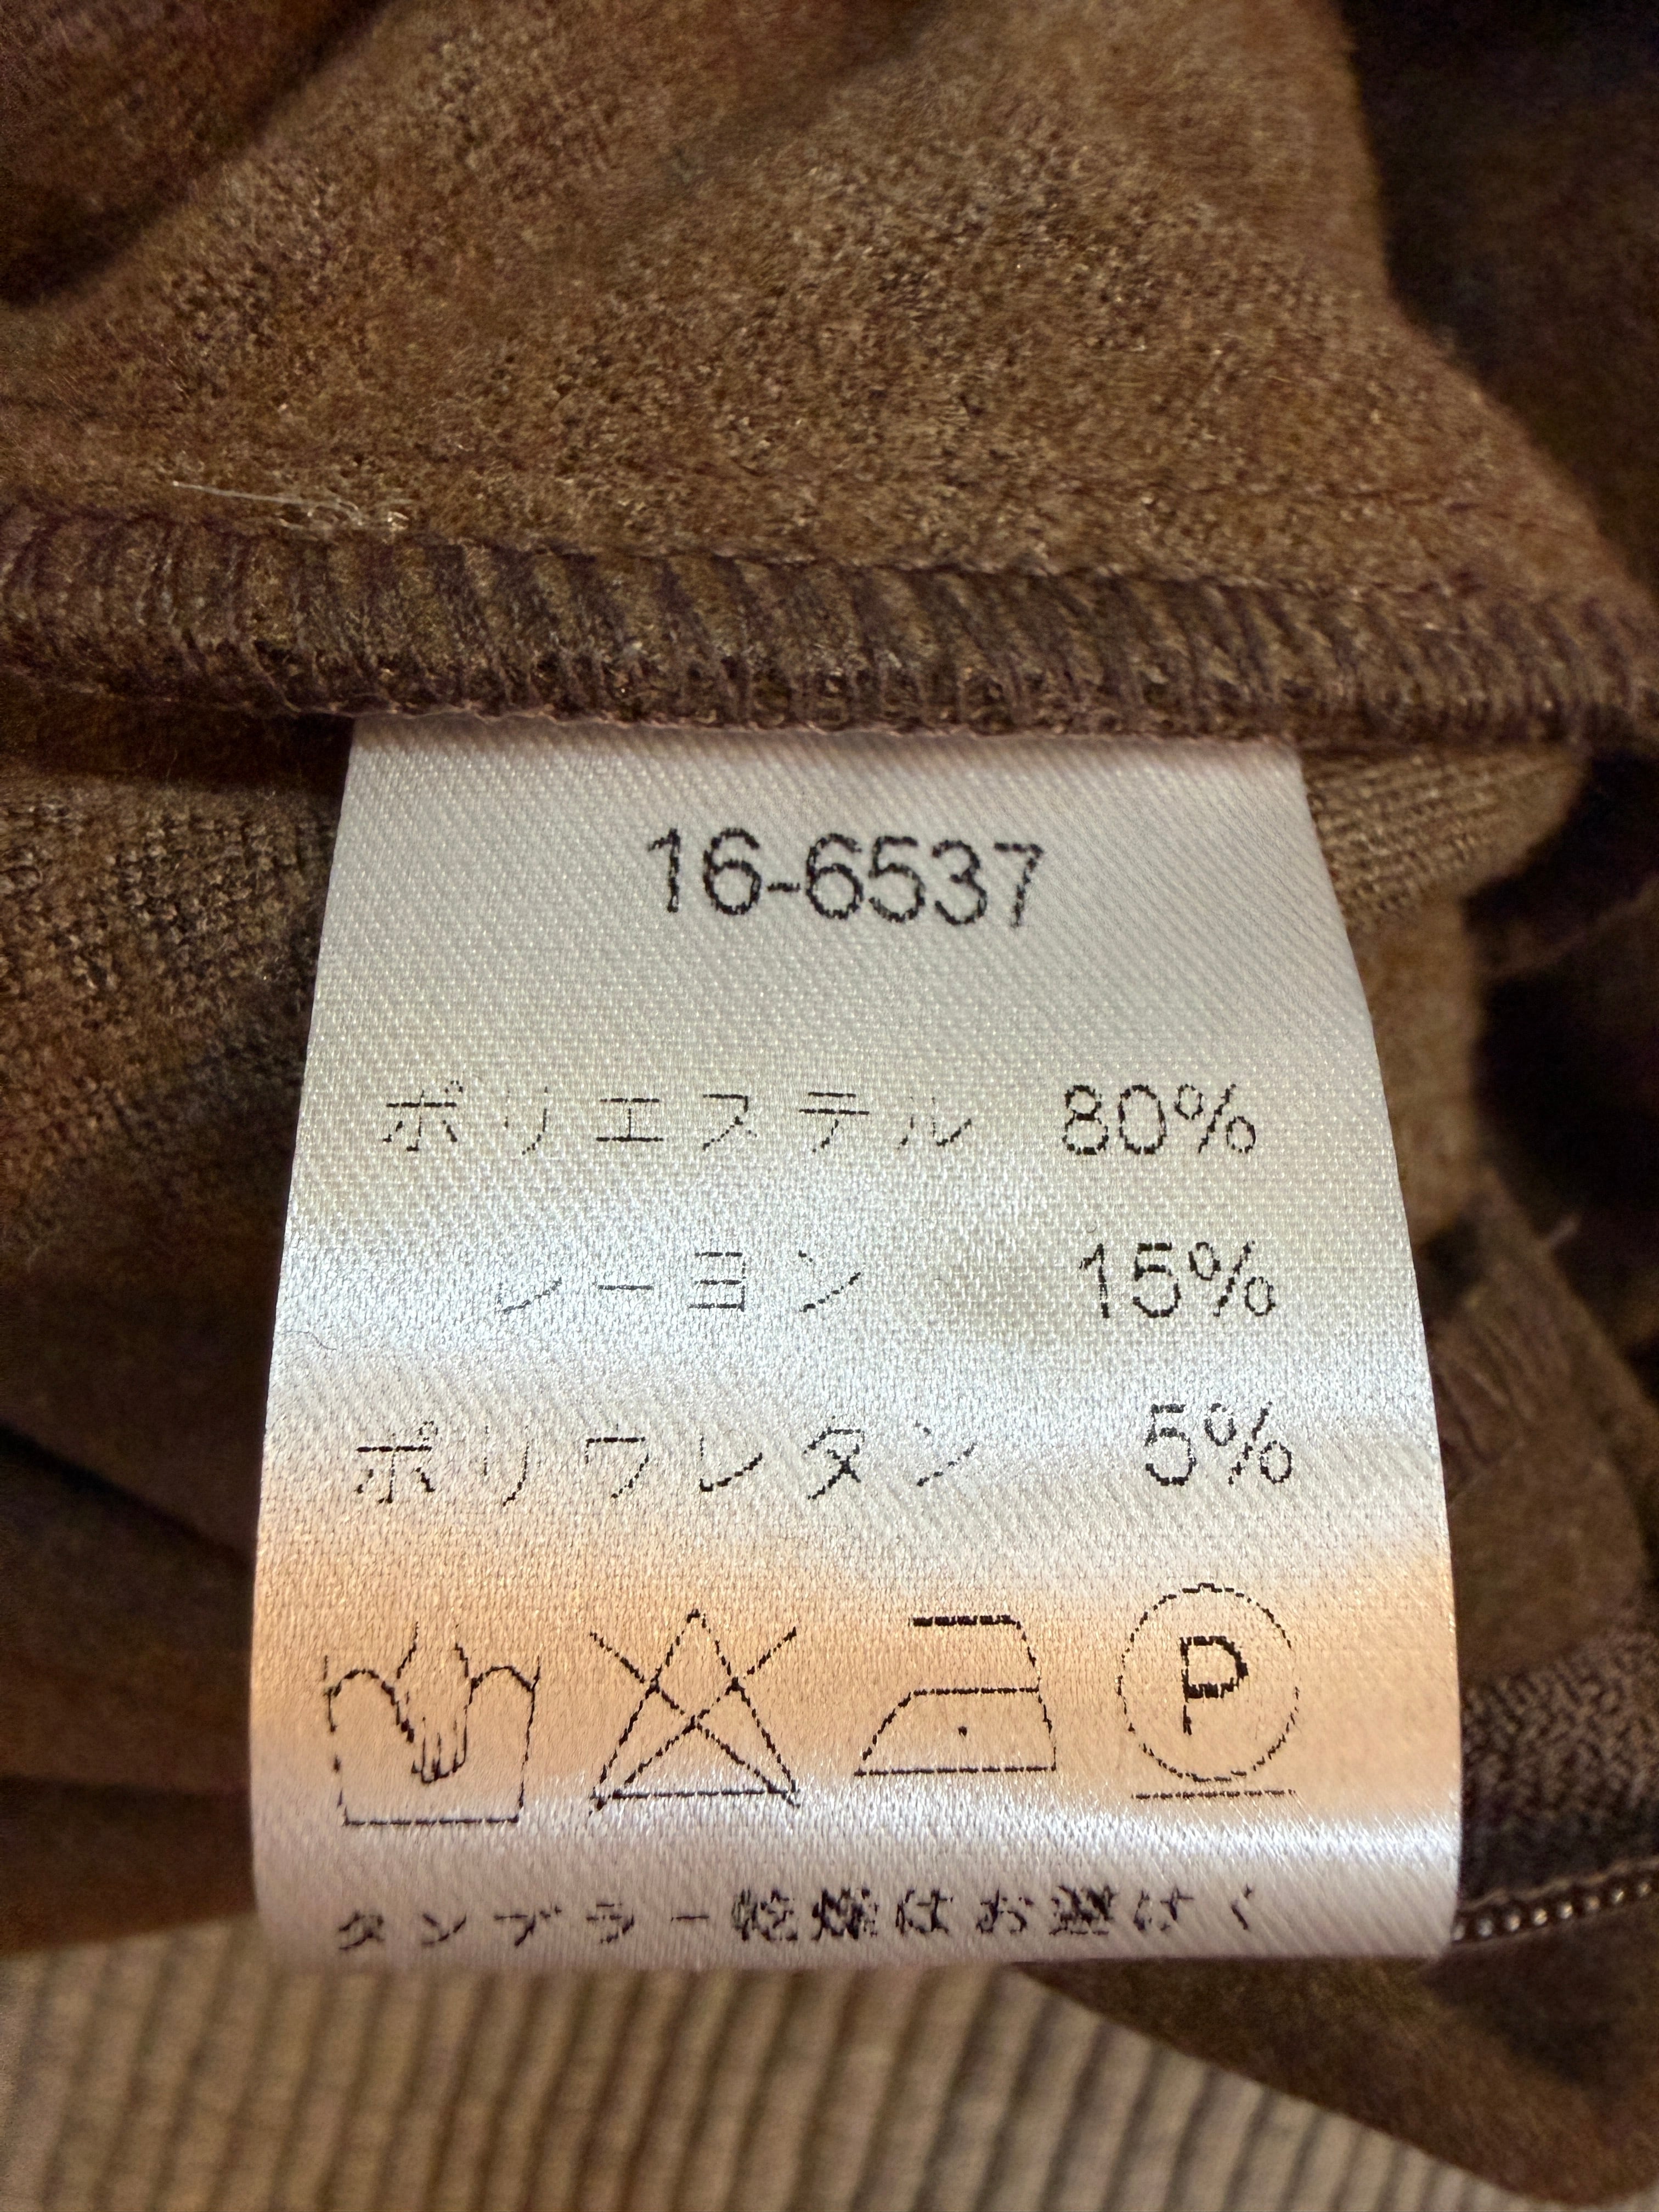 16-6537
ポリエステル 80%
レーヨン 15%
ポリウレタン 5%
P
タンブラー乾燥はお避け